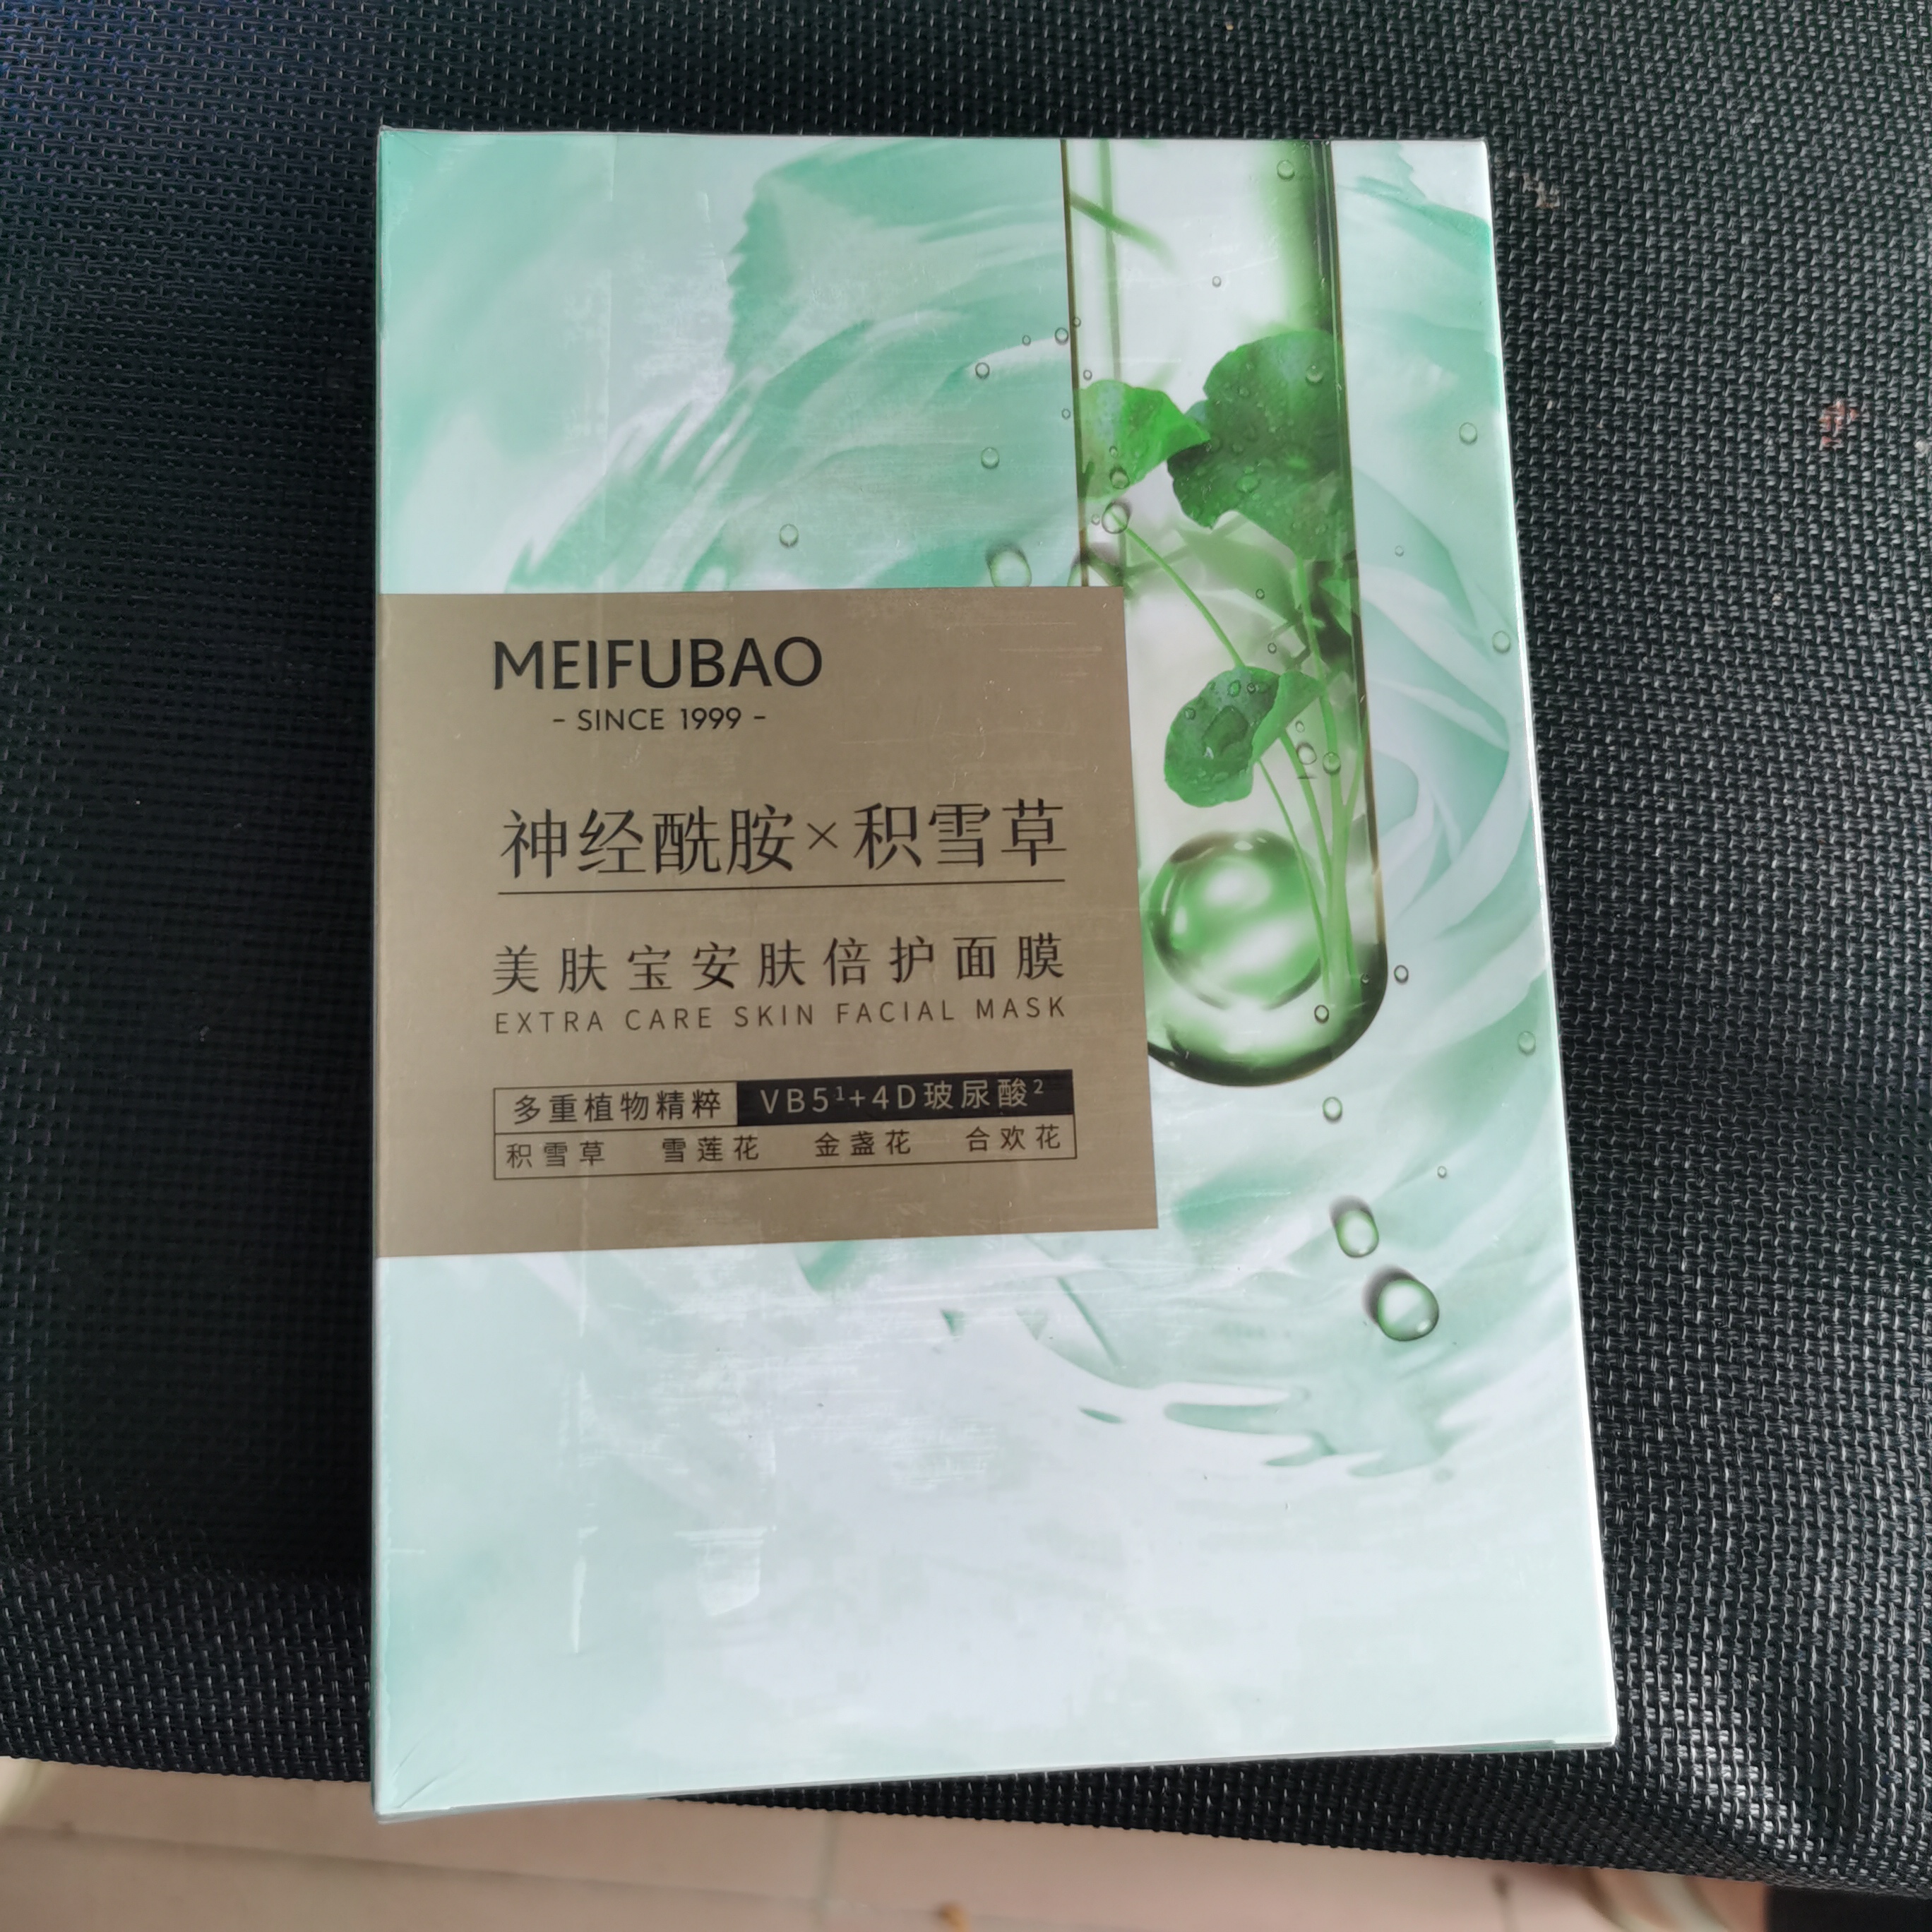 MEIFUBAO
- SINCE 1999 -
神经酰胺×积雪草
美肤宝安肤倍护面膜
EXTRA CARE SKIN FACIAL MASK
多重植物精粹 VB5¹+4D玻尿酸²
积雪草 雪莲花 金盏花 合欢花